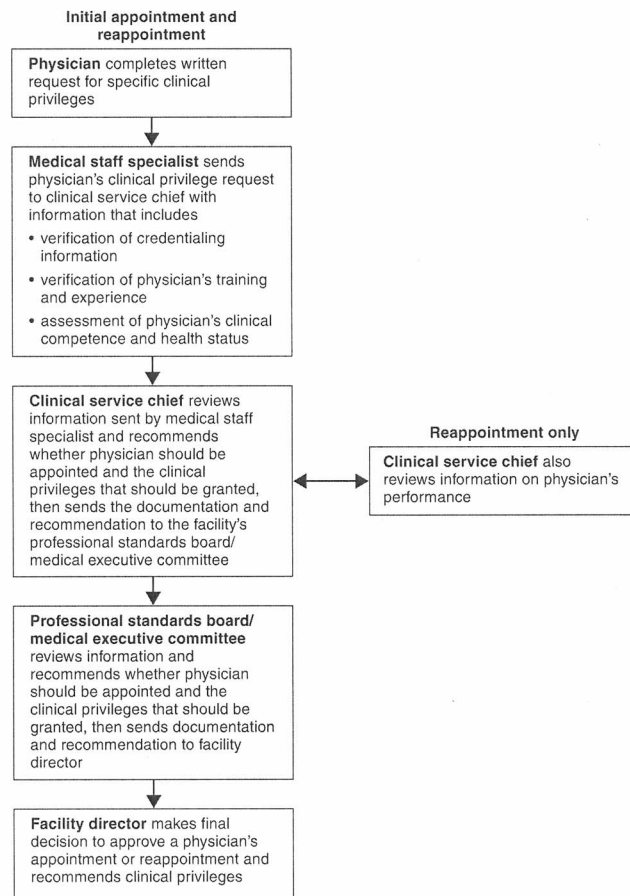 Initial appointment and
reappointment
Physician completes written
request for specific clinical
privileges
Medical staff specialist sends
physician's clinical privilege request
to clinical service chief with
information that includes
• verification of credentialing
information
• verification of physician's training
and experience
• assessment of physician's clinical
competence and health status
Clinical service chief reviews
information sent by medical staff
specialist and recommends
whether physician should be
appointed and the clinical
privileges that should be granted,
then sends the documentation and
recommendation to the facility's
professional standards board/
medical executive committee
Reappointment only
Clinical service chief also
reviews information on physician's
performance
Professional standards board/
medical executive committee
reviews information and
recommends whether physician
should be appointed and the
clinical privileges that should be
granted, then sends documentation
and recommendation to facility
director
Facility director makes final
decision to approve a physician's
appointment or reappointment and
recommends clinical privileges